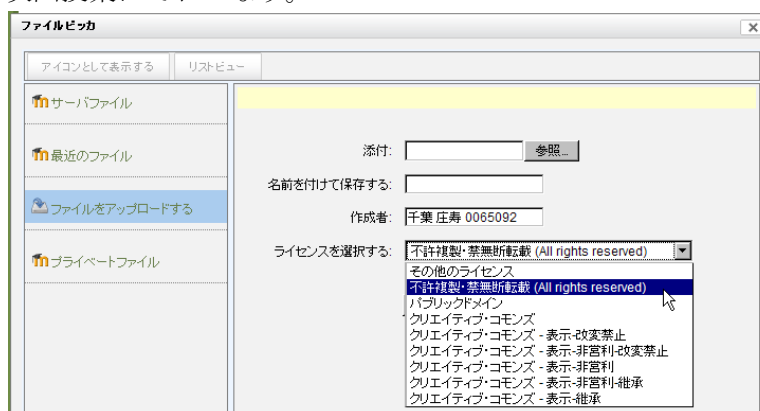 ファイルピッカ
アイコンとして表示する リストビュー
サーバファイル
最近のファイル
ファイルをアップロードする
プライベートファイル
添付: 参照...
名前を付けて保存する:
作成者: 千葉 庄寿 0065092
ライセンスを選択する: 不許複製・禁無断転載 (All rights reserved)
その他のライセンス
不許複製・禁無断転載 (All rights reserved)
パブリックドメイン
クリエイティブ・コモンズ
クリエイティブ・コモンズ - 表示-改変禁止
クリエイティブ・コモンズ - 表示-非営利-改変禁止
クリエイティブ・コモンズ - 表示-非営利
クリエイティブ・コモンズ - 表示-非営利-継承
クリエイティブ・コモンズ - 表示-継承